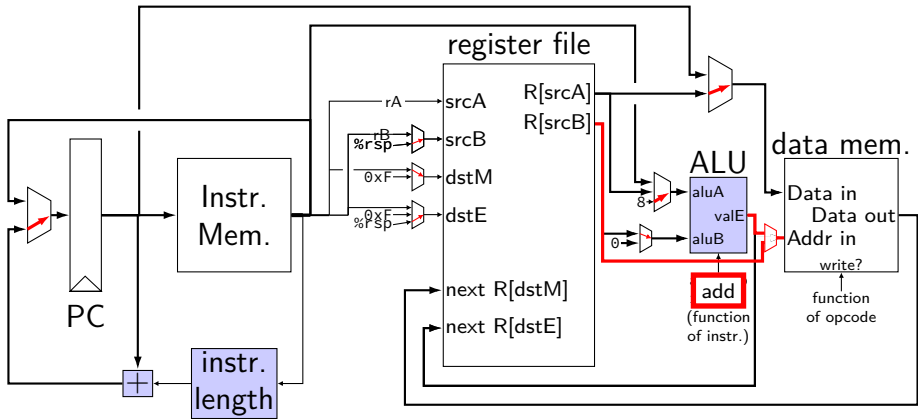 register file
rA
srcA
R[srcA]
rB
%rsp
srcB
R[srcB]
data mem.
Instr.
Mem.
0xF
dstM
ALU
8
aluA
Data in
0xF
%rsp
dstE
valE
Data out
0
aluB
Addr in
write?
add
(function
of instr.)
function
of opcode
next R[dstM]
next R[dstE]
PC
+
instr.
length